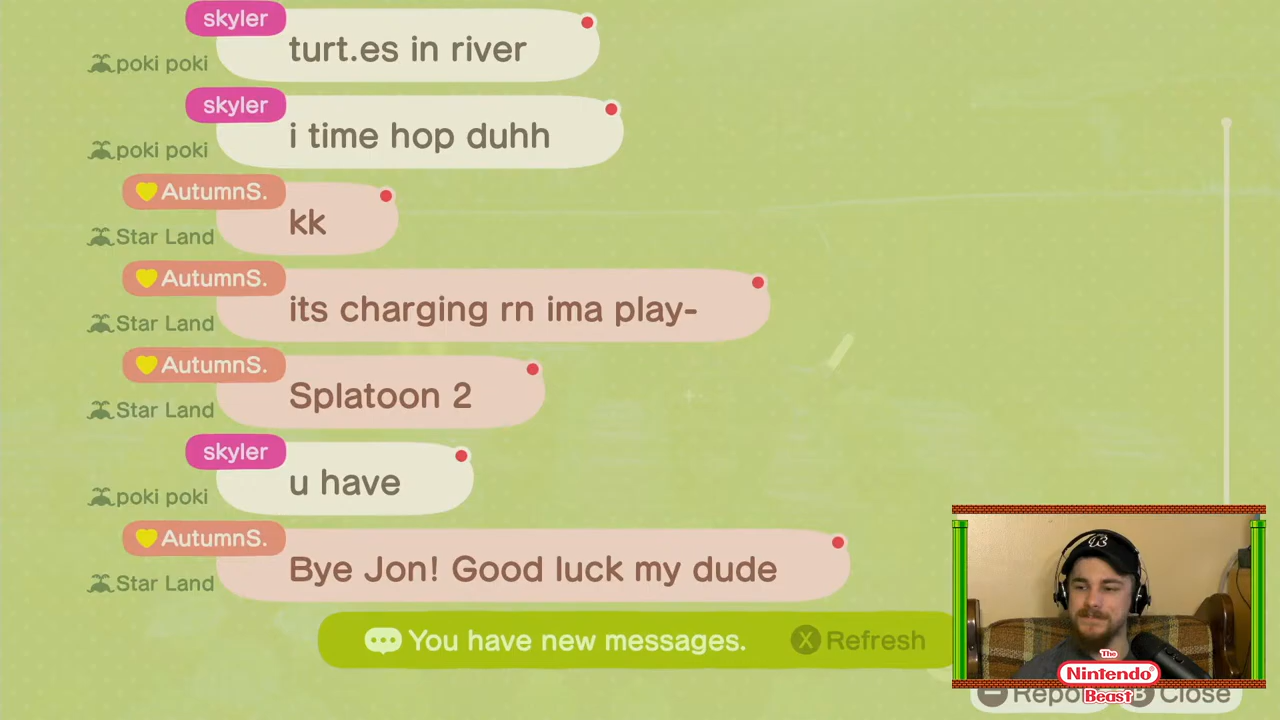 skyler
turt.es in river
poki poki
skyler
i time hop duhh
poki poki
AutumnS.
kk
Star Land
AutumnS.
its charging rn ima play-
Star Land
AutumnS.
Splatoon 2
Star Land
skyler
u have
poki poki
AutumnS.
Bye Jon! Good luck my dude
Star Land
You have new messages. X Refresh
The
Nintendo
Beast
Close